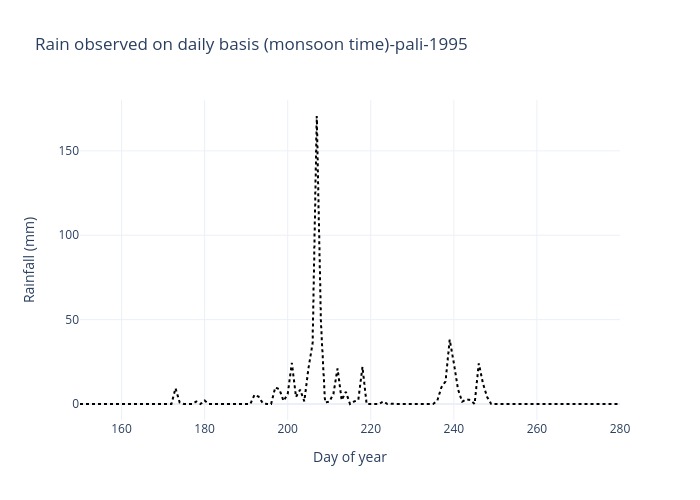 Rain observed on daily basis (monsoon time)-pali-1995
150
100
50
0
Rainfall (mm)
160 180 200 220 240 260 280
Day of year